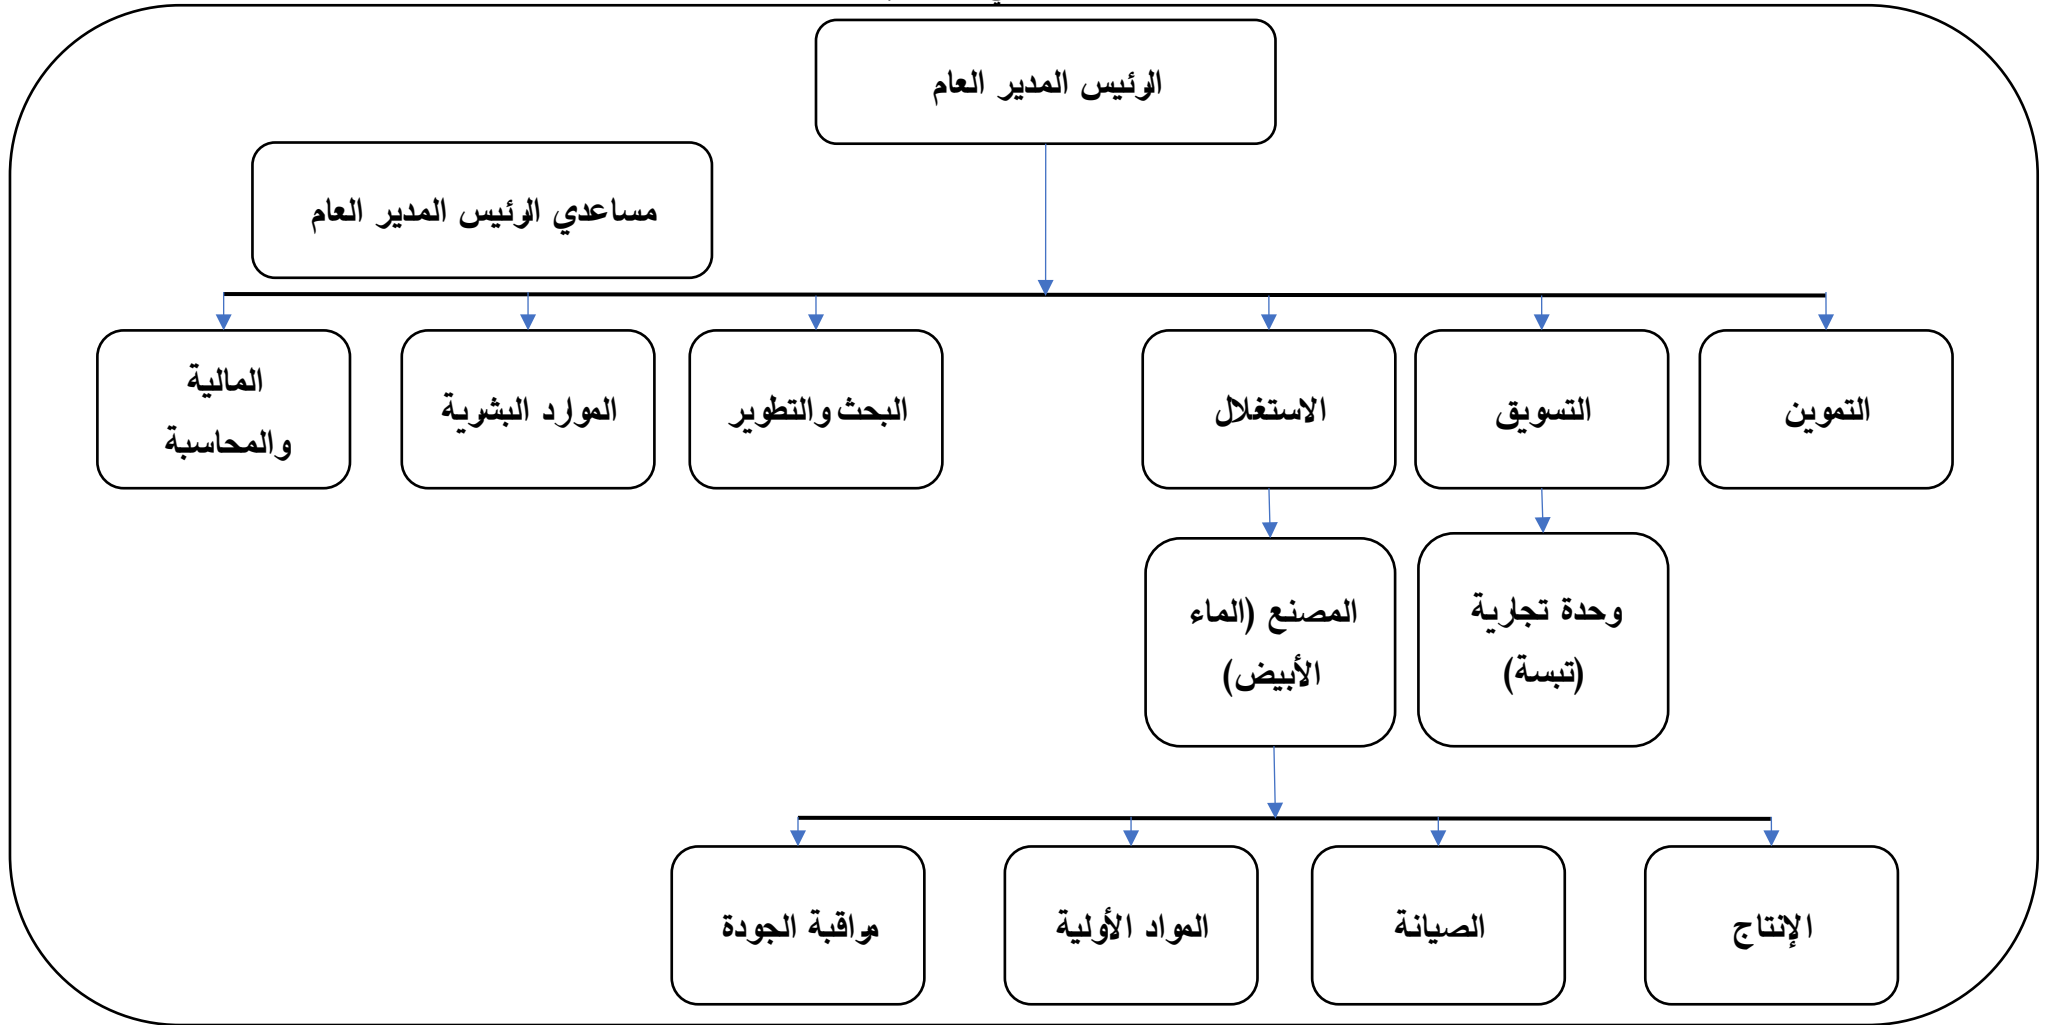 الرئيس المدير العام
مساعدي الرئيس المدير العام
التموين
التسويق
الاستغلال
البحث والتطوير
الموارد البشرية
المالية
والمحاسبة
وحدة تجارية
(تبسة)
المصنع (الماء
الأبيض)
الإنتاج
الصيانة
المواد الأولية
مراقبة الجودة